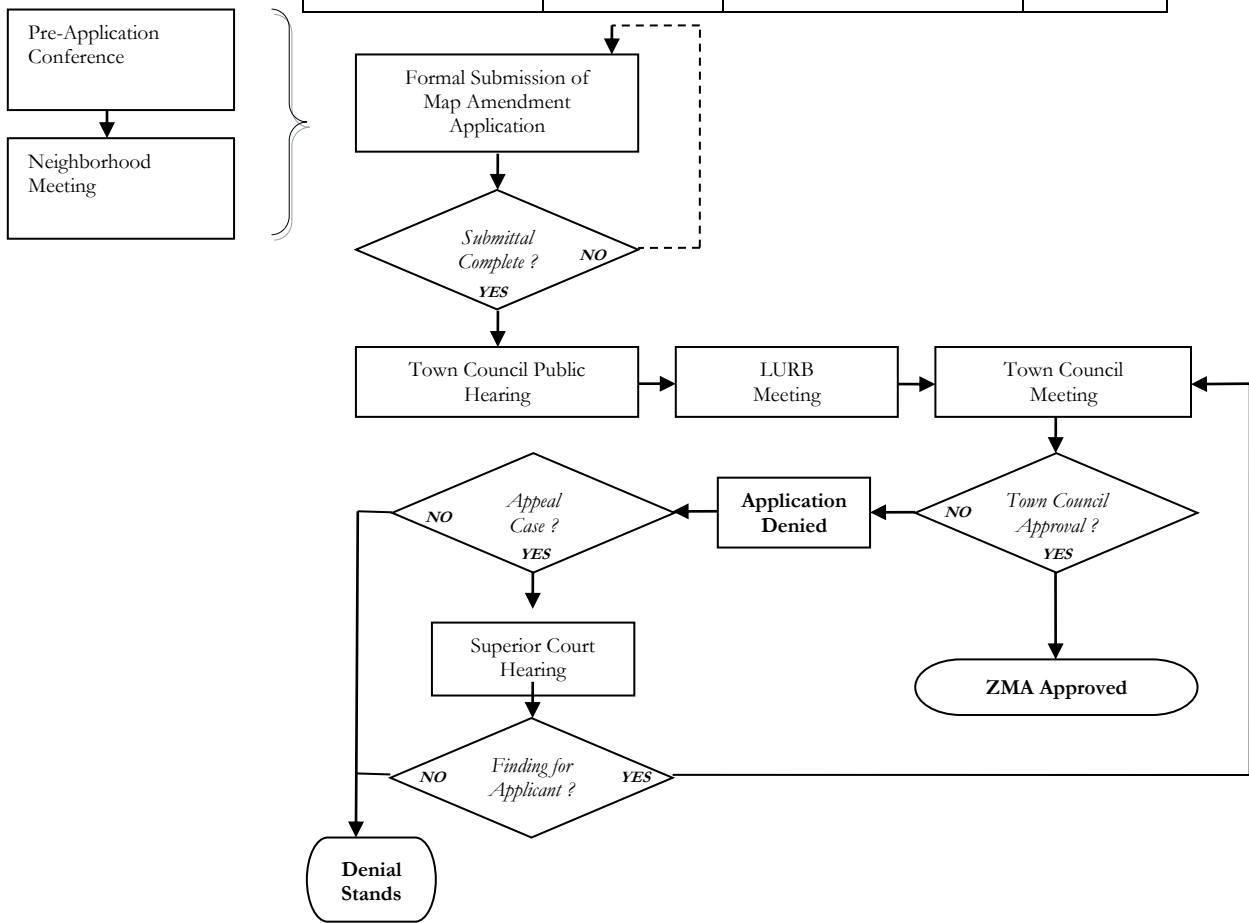 Pre-Application
Conference
Neighborhood
Meeting
Formal Submission of
Map Amendment
Application
Submittal
Complete ?
NO
YES
Town Council Public
Hearing
LURB
Meeting
Town Council
Meeting
Town Council
Approval ?
NO
YES
Application
Denied
Appeal
Case ?
NO
YES
Superior Court
Hearing
ZMA Approved
Finding for
Applicant ?
NO
YES
Denial
Stands